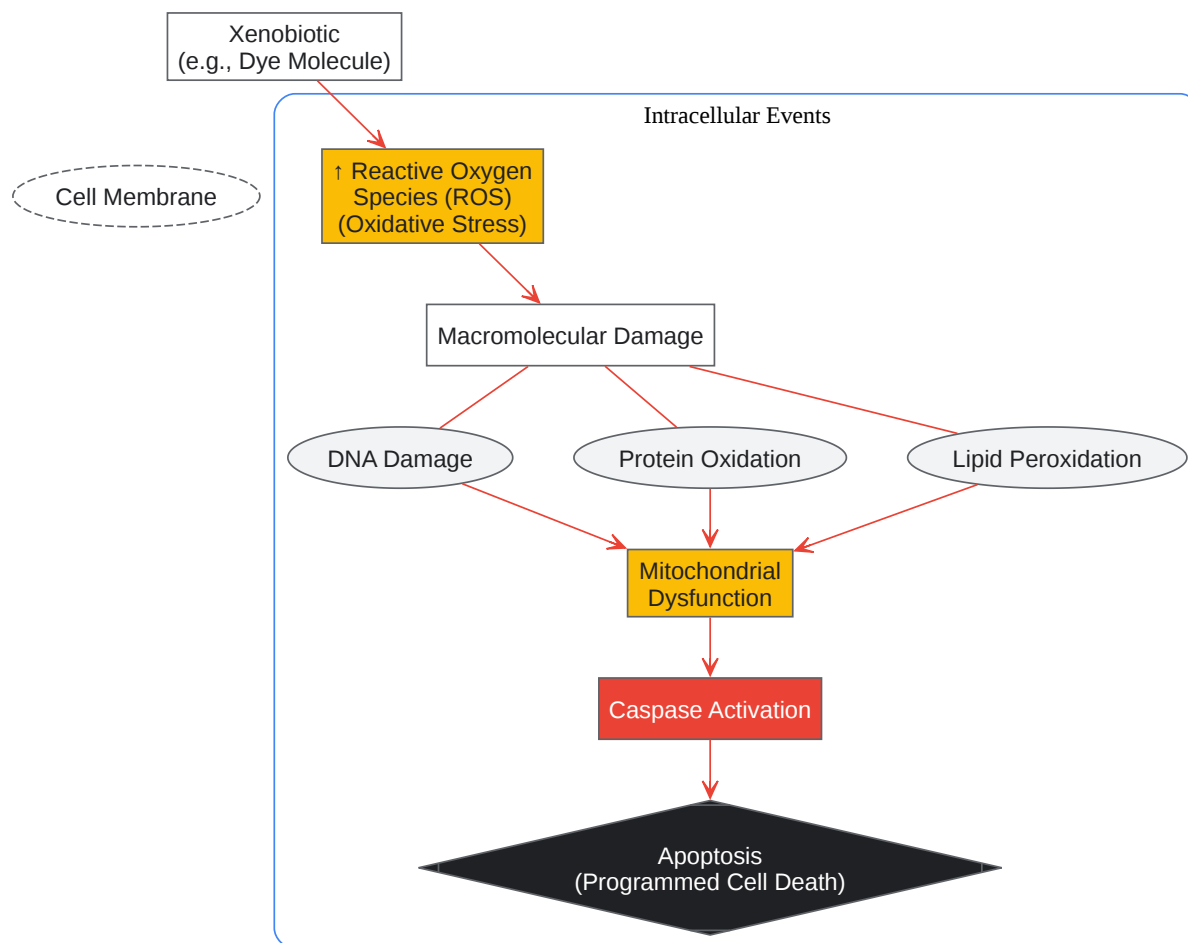 Xenobiotic
(e.g., Dye Molecule)
Intracellular Events
↑ Reactive Oxygen
Species (ROS)
(Oxidative Stress)
Cell Membrane
Macromolecular Damage
DNA Damage
Protein Oxidation
Lipid Peroxidation
Mitochondrial
Dysfunction
Caspase Activation
Apoptosis
(Programmed Cell Death)